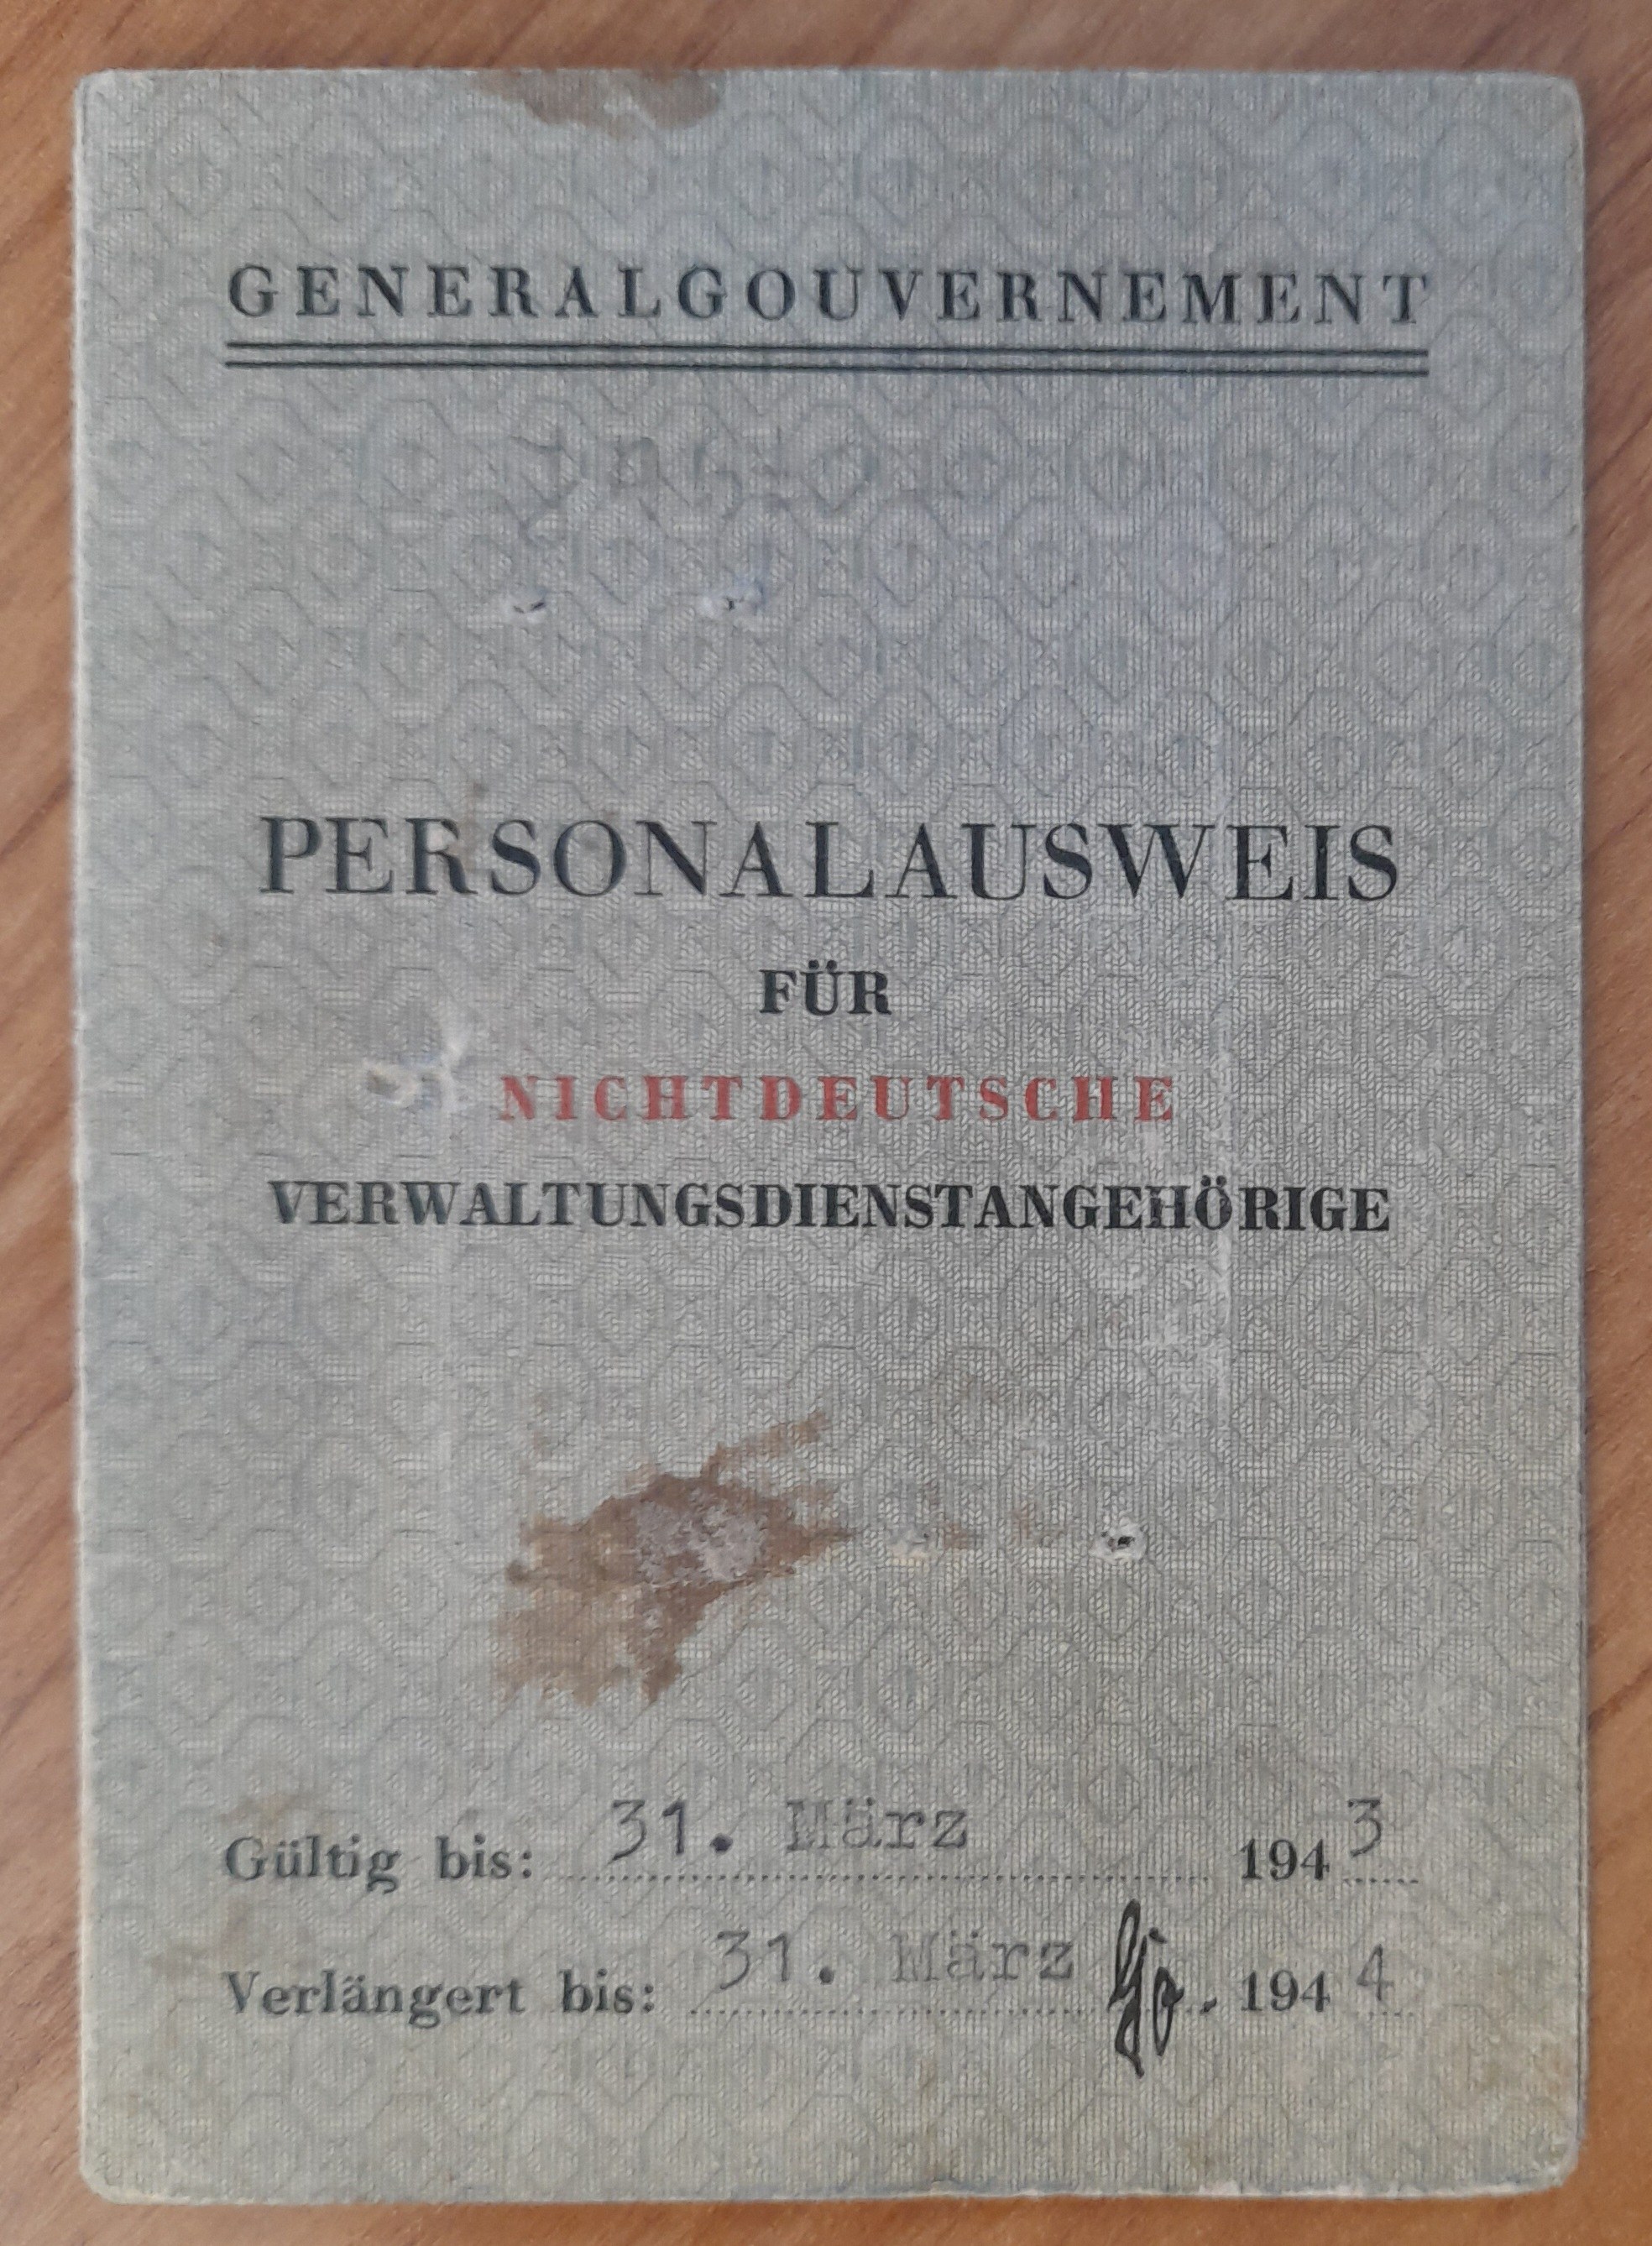 GENERALGOUVERNEMENT
PERSONALAUSWEIS
FÜR
NICHTDEUTSCHE
VERWALTUNGSDIENSTANGEHÖRIGE
Gültig bis: 31. März 1943
Verlängert bis: 31. März 1944